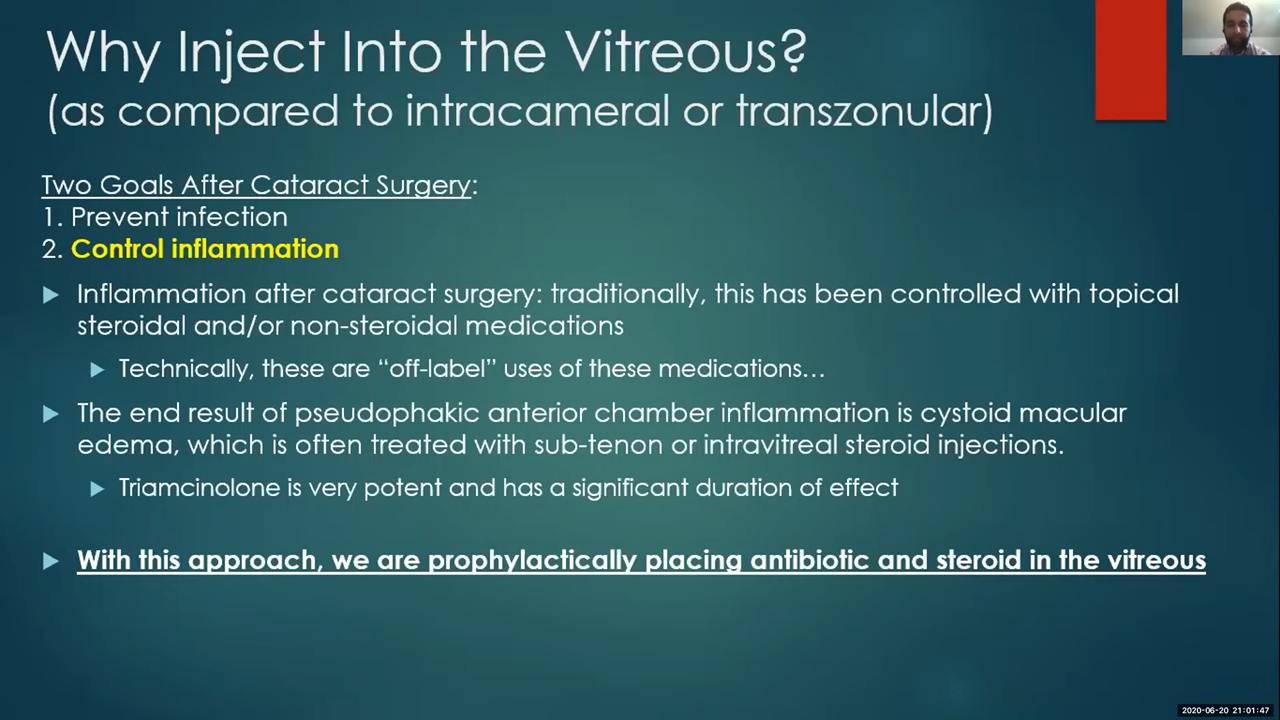 Why Inject Into the Vitreous?
(as compared to intracameral or transzonular)
Two Goals After Cataract Surgery:
1. Prevent infection
2. Control inflammation
Inflammation after cataract surgery: traditionally, this has been controlled with topical
steroidal and/or non-steroidal medications
Technically, these are “off-label” uses of these medications…
The end result of pseudophakic anterior chamber inflammation is cystoid macular
edema, which is often treated with sub-tenon or intravitreal steroid injections.
Triamcinolone is very potent and has a significant duration of effect
With this approach, we are prophylactically placing antibiotic and steroid in the vitreous
2020-06-20 21:01:47